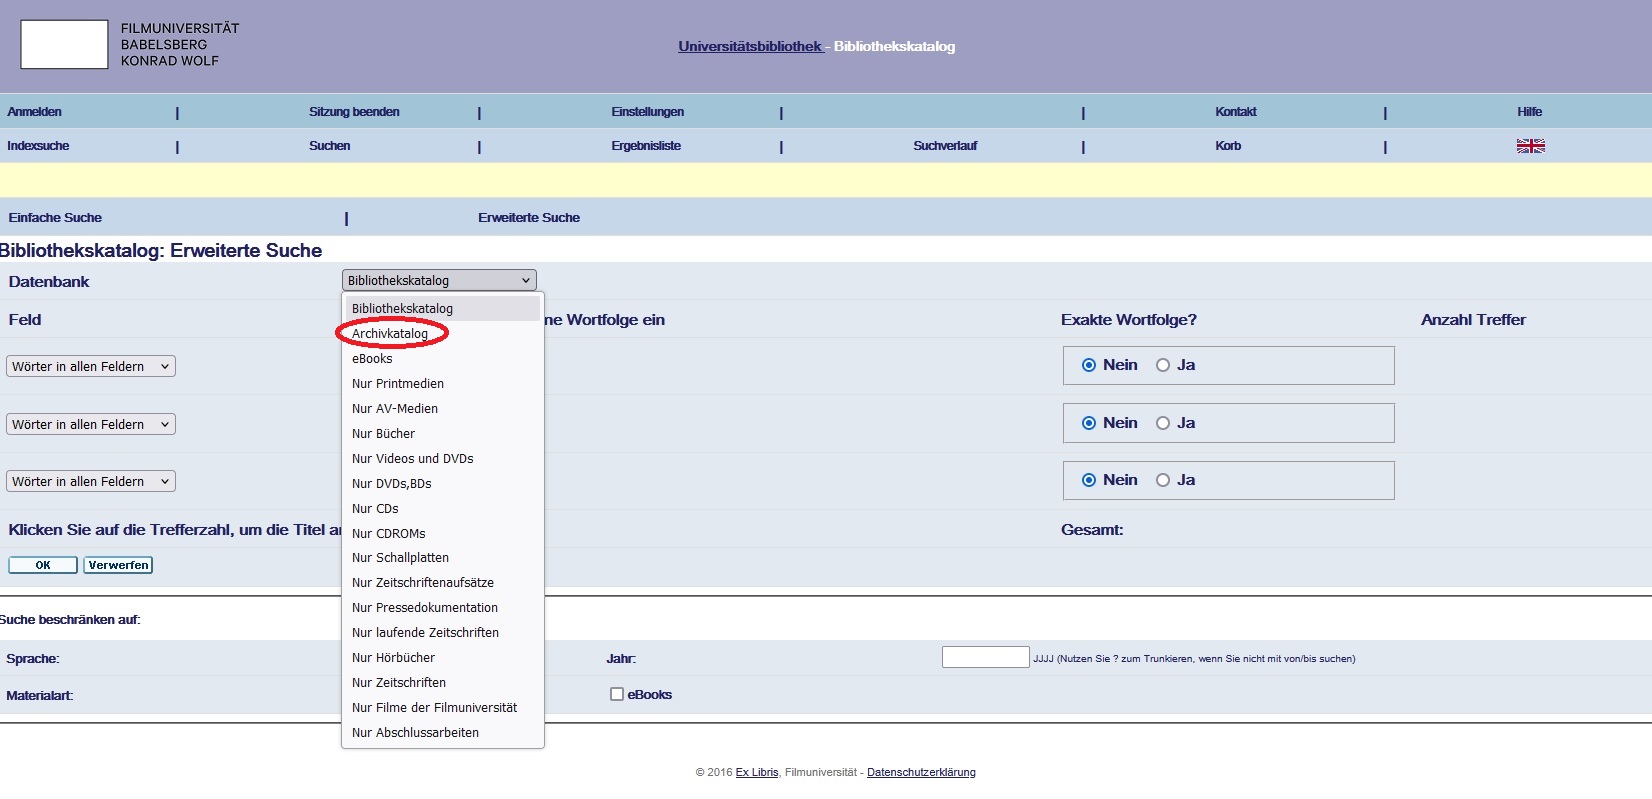 FILMUNIVERSITÄT
BABELSBERG
KONRAD WOLF
Universitätsbibliothek - Bibliothekskatalog
Anmelden | Sitzung beenden | Einstellungen | | Kontakt | Hilfe
Indexsuche | Suchen | Ergebnisliste | Suchverlauf | Korb |
Einfache Suche | Erweiterte Suche
Bibliothekskatalog: Erweiterte Suche
Datenbank Bibliothekskatalog
Bibliothekskatalog
Feld ne Wortfolge ein Exakte Wortfolge? Anzahl Treffer
Archivkatalog
eBooks
Wörter in allen Feldern Nein Ja
Nur Printmedien
Nur AV-Medien
Wörter in allen Feldern Nein Ja
Nur Bücher
Nur Videos und DVDs
Wörter in allen Feldern Nur DVDs,BDs Nein Ja
Nur CDs
Klicken Sie auf die Trefferzahl, um die Titel Gesamt:
Nur CDROMs
Nur Schallplatten
OK Verwerfen
Nur Zeitschriftenaufsätze
Nur Pressedokumentation
Suche beschränken auf:
Nur laufende Zeitschriften
Sprache: Nur Hörbücher Jahr: JJJJ (Nutzen Sie ? zum Trunkieren, wenn Sie nicht mit von/bis suchen)
Nur Zeitschriften
Materialart: eBooks
Nur Filme der Filmuniversität
Nur Abschlussarbeiten
© 2016 Ex Libris, Filmuniversität - Datenschutzerklärung